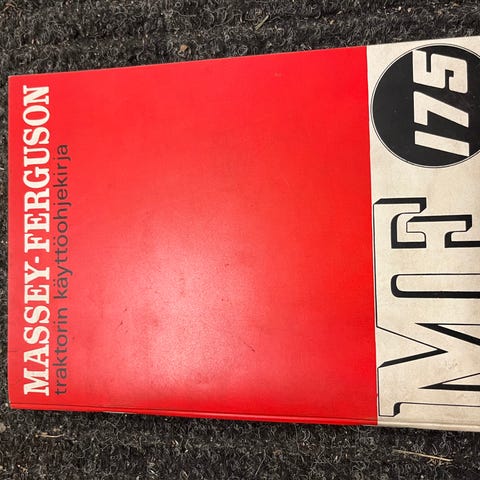 MASSEY-FERGUSON
traktorin käyttöohjekirja
MF
175